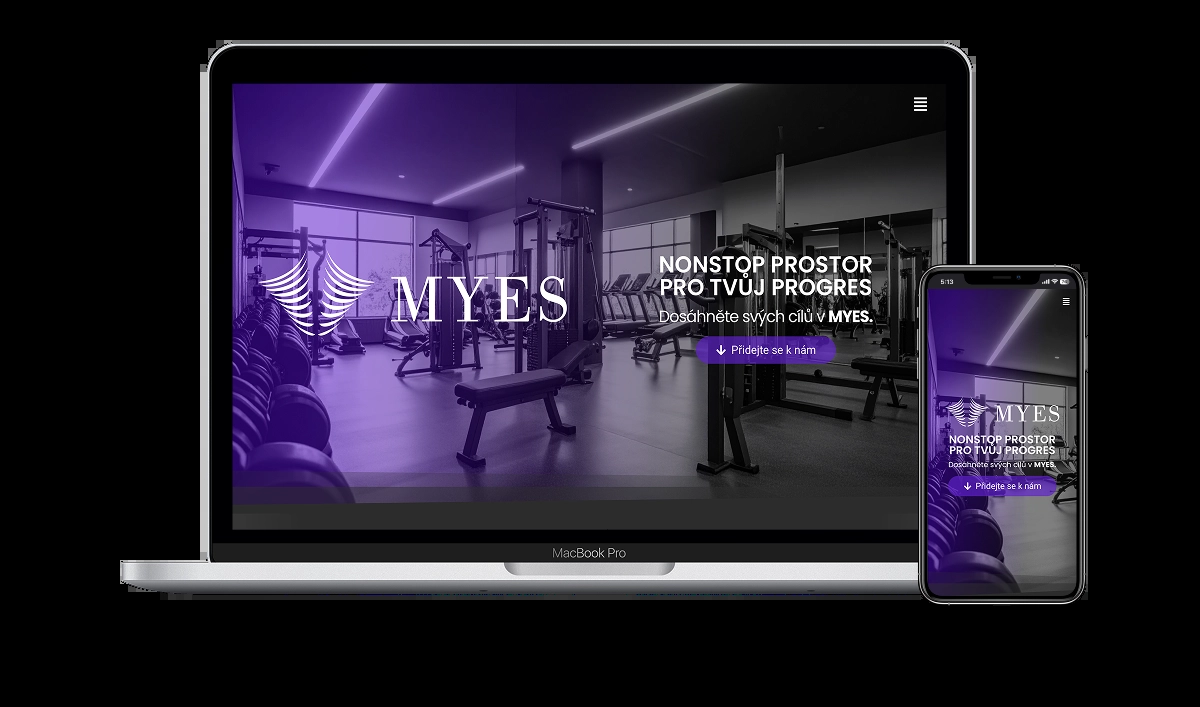 MYES
NONSTOP PROSTOR
PRO TVŮJ PROGRES
Dosáhněte svých cílů v MYES.
Přidejte se k nám
MacBook Pro
5:13
MYES
NONSTOP PROSTOR
PRO TVŮJ PROGRES
Dosáhněte svých cílů v MYES.
Přidejte se k nám